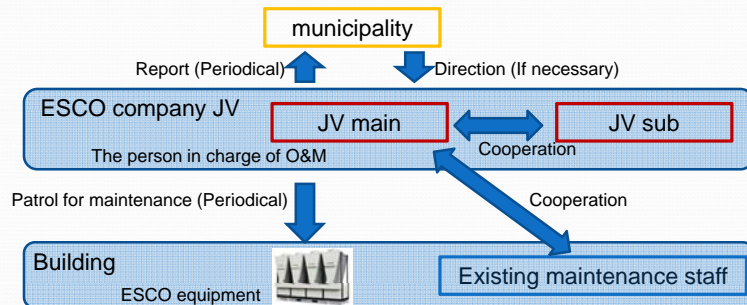 municipality
Report (Periodical)
Direction (If necessary)
ESCO company JV
JV main
JV sub
Cooperation
The person in charge of O&M
Patrol for maintenance (Periodical)
Cooperation
Building
Existing maintenance staff
ESCO equipment